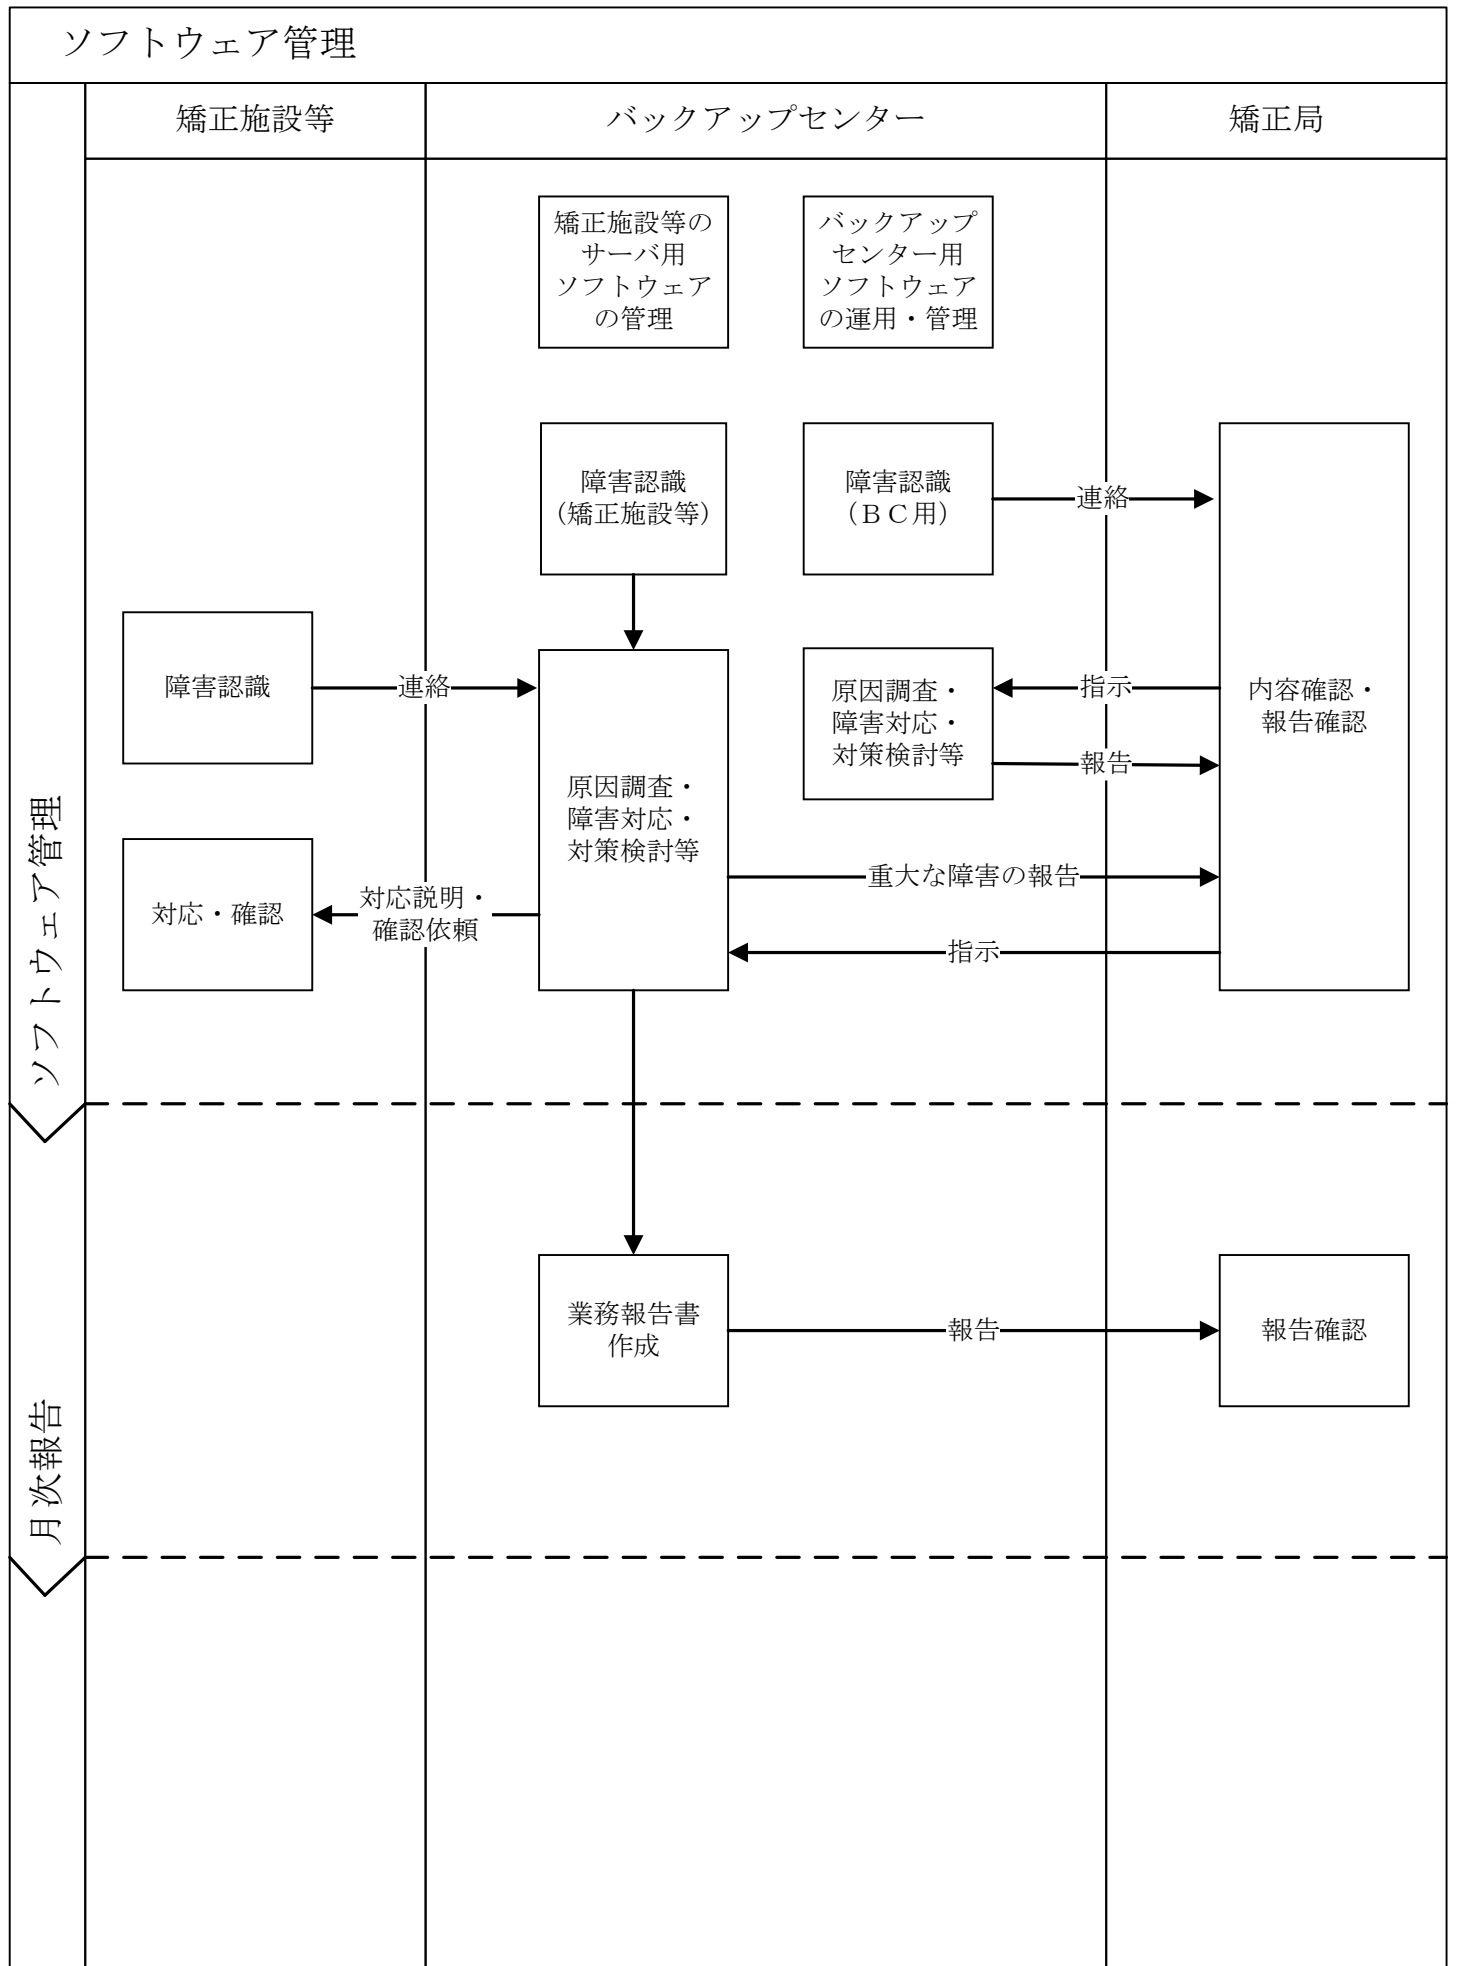 ソフトウェア管理
矯正施設等
バックアップセンター
矯正局
矯正施設等の
サーバ用
ソフトウェア
の管理
バックアップ
センター用
ソフトウェア
の運用・管理
障害認識
（矯正施設等）
障害認識
（ＢＣ用）
連絡
障害認識
連絡
原因調査・
障害対応・
対策検討等
原因調査・
障害対応・
対策検討等
指示
報告
内容確認・
報告確認
重大な障害の報告
対応・確認
対応説明・
確認依頼
指示
ソフトウェア管理
業務報告書
作成
報告
報告確認
月次報告